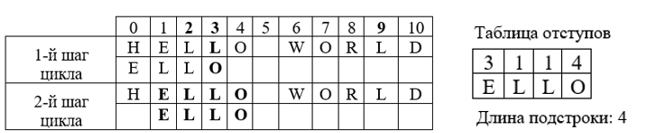 0 1 2 3 4 5 6 7 8 9 10
1-й шаг цикла
H E L L O W O R L D
E L L O
2-й шаг цикла
H E L L O W O R L D
E L L O
Таблица отступов
3 1 1 4
E L L O
Длина подстроки: 4